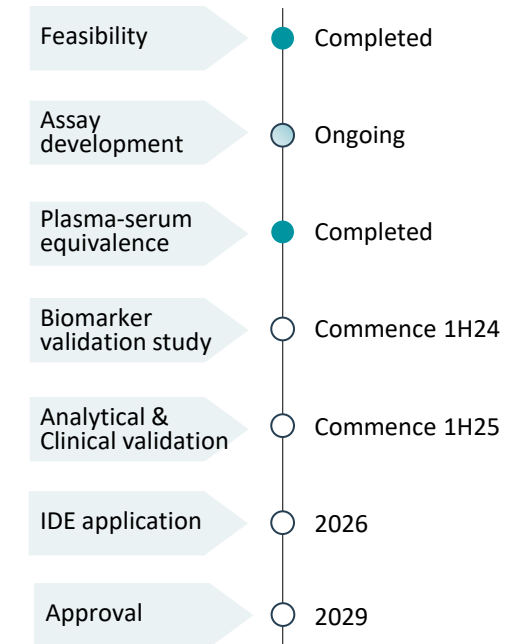 Feasibility
Completed
Assay
development
Ongoing
Plasma-serum
equivalence
Completed
Biomarker
validation study
Commence 1H24
Analytical &
Clinical validation
Commence 1H25
IDE application
2026
Approval
2029